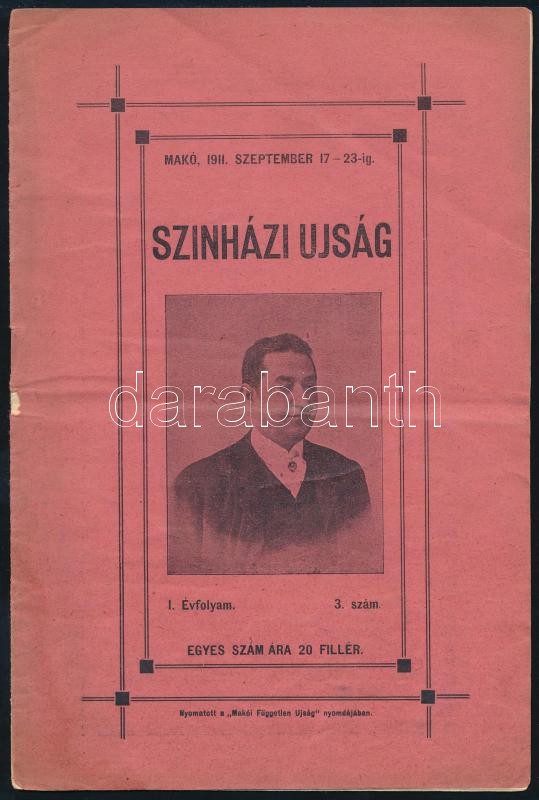 MAKÓ, 1911. SZEPTEMBER 17–23-ig.
SZINHÁZI UJSÁG
darabanth
I. Évfolyam. 3. szám.
EGYES SZÁM ÁRA 20 FILLÉR.
Nyomatott a „Makói Független Ujság” nyomdájában.